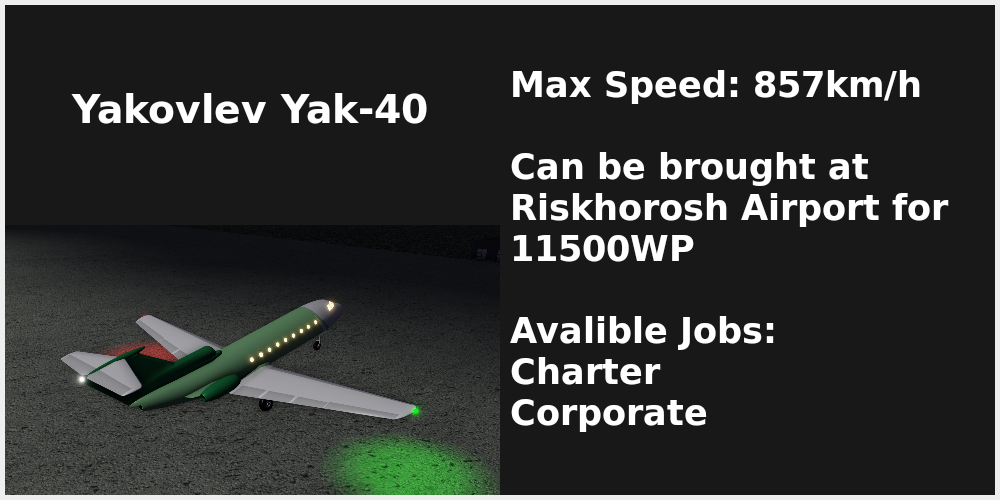 Yakovlev Yak-40
Max Speed: 857km/h
Can be brought at
Riskhorosh Airport for
11500WP
Avalible Jobs:
Charter
Corporate